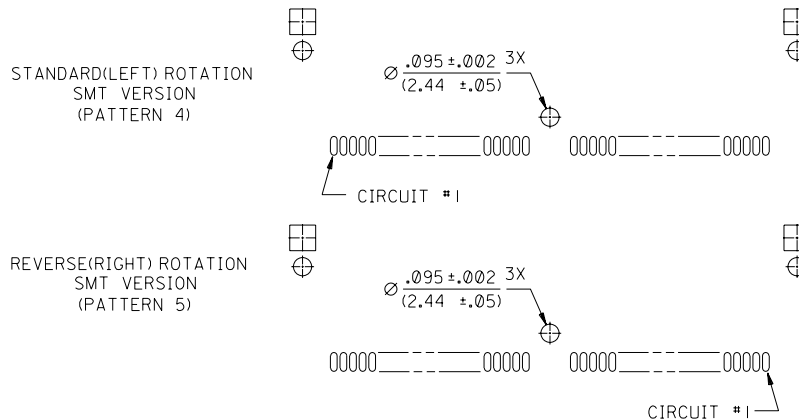 STANDARD(LEFT) ROTATION
SMT VERSION
(PATTERN 4)
Ø .095 ±.002 3X
(2.44 ±.05)
CIRCUIT #1
REVERSE(RIGHT) ROTATION
SMT VERSION
(PATTERN 5)
Ø .095 ±.002 3X
(2.44 ±.05)
CIRCUIT #1